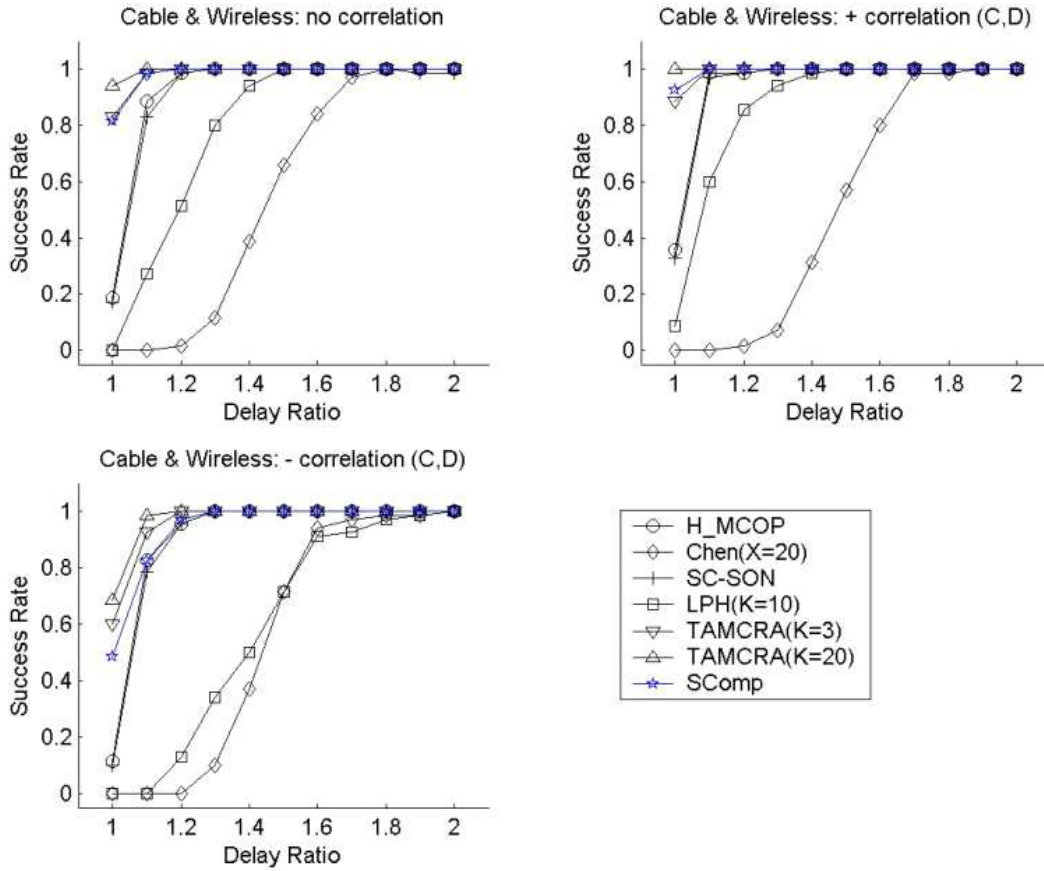 Cable & Wireless: no correlation
Success Rate
1
0.8
0.6
0.4
0.2
0
1 1.2 1.4 1.6 1.8 2
Delay Ratio
Cable & Wireless: + correlation (C,D)
Success Rate
1
0.8
0.6
0.4
0.2
0
1 1.2 1.4 1.6 1.8 2
Delay Ratio
Cable & Wireless: - correlation (C,D)
Success Rate
1
0.8
0.6
0.4
0.2
0
1 1.2 1.4 1.6 1.8 2
Delay Ratio
H_MCOP
Chen(X=20)
SC-SON
LPH(K=10)
TAMCRA(K=3)
TAMCRA(K=20)
SComp